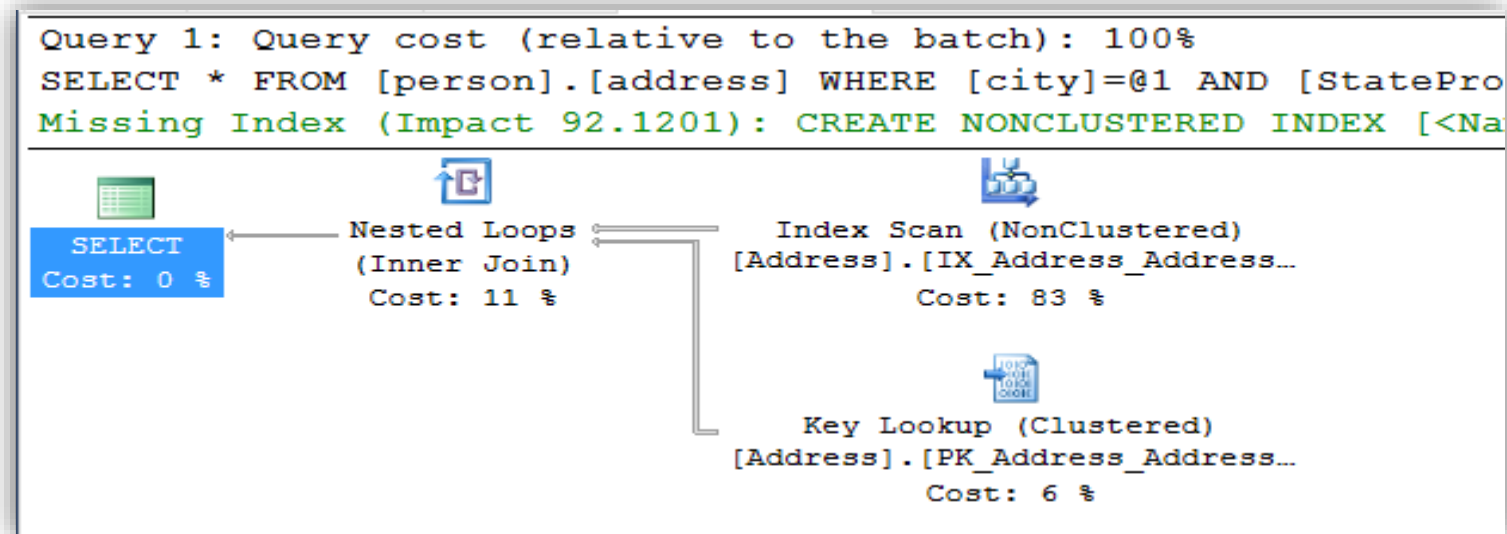 Query 1: Query cost (relative to the batch): 100%
SELECT * FROM [person].[address] WHERE [city]=@1 AND [StatePro
Missing Index (Impact 92.1201): CREATE NONCLUSTERED INDEX [<Na
SELECT
Cost: 0 %
Nested Loops
(Inner Join)
Cost: 11 %
Index Scan (NonClustered)
[Address].[IX_Address_Address…
Cost: 83 %
Key Lookup (Clustered)
[Address].[PK_Address_Address…
Cost: 6 %